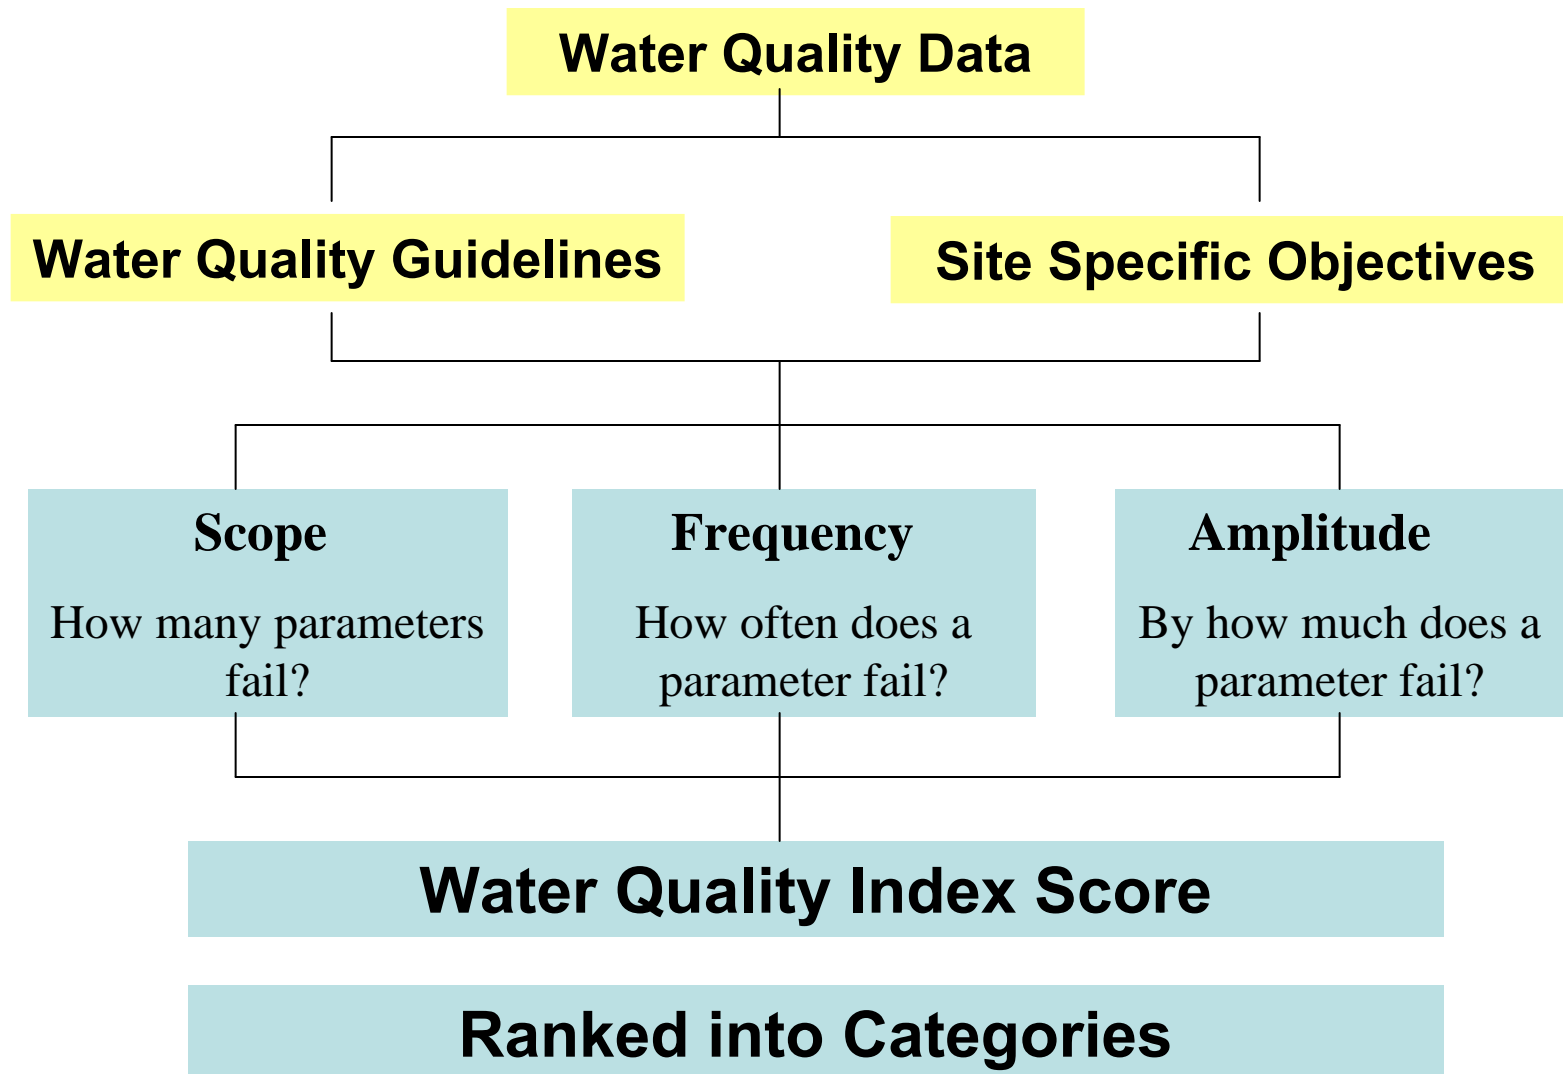 Water Quality Data
Water Quality Guidelines
Site Specific Objectives
Scope
How many parameters
fail?
Frequency
How often does a
parameter fail?
Amplitude
By how much does a
parameter fail?
Water Quality Index Score
Ranked into Categories